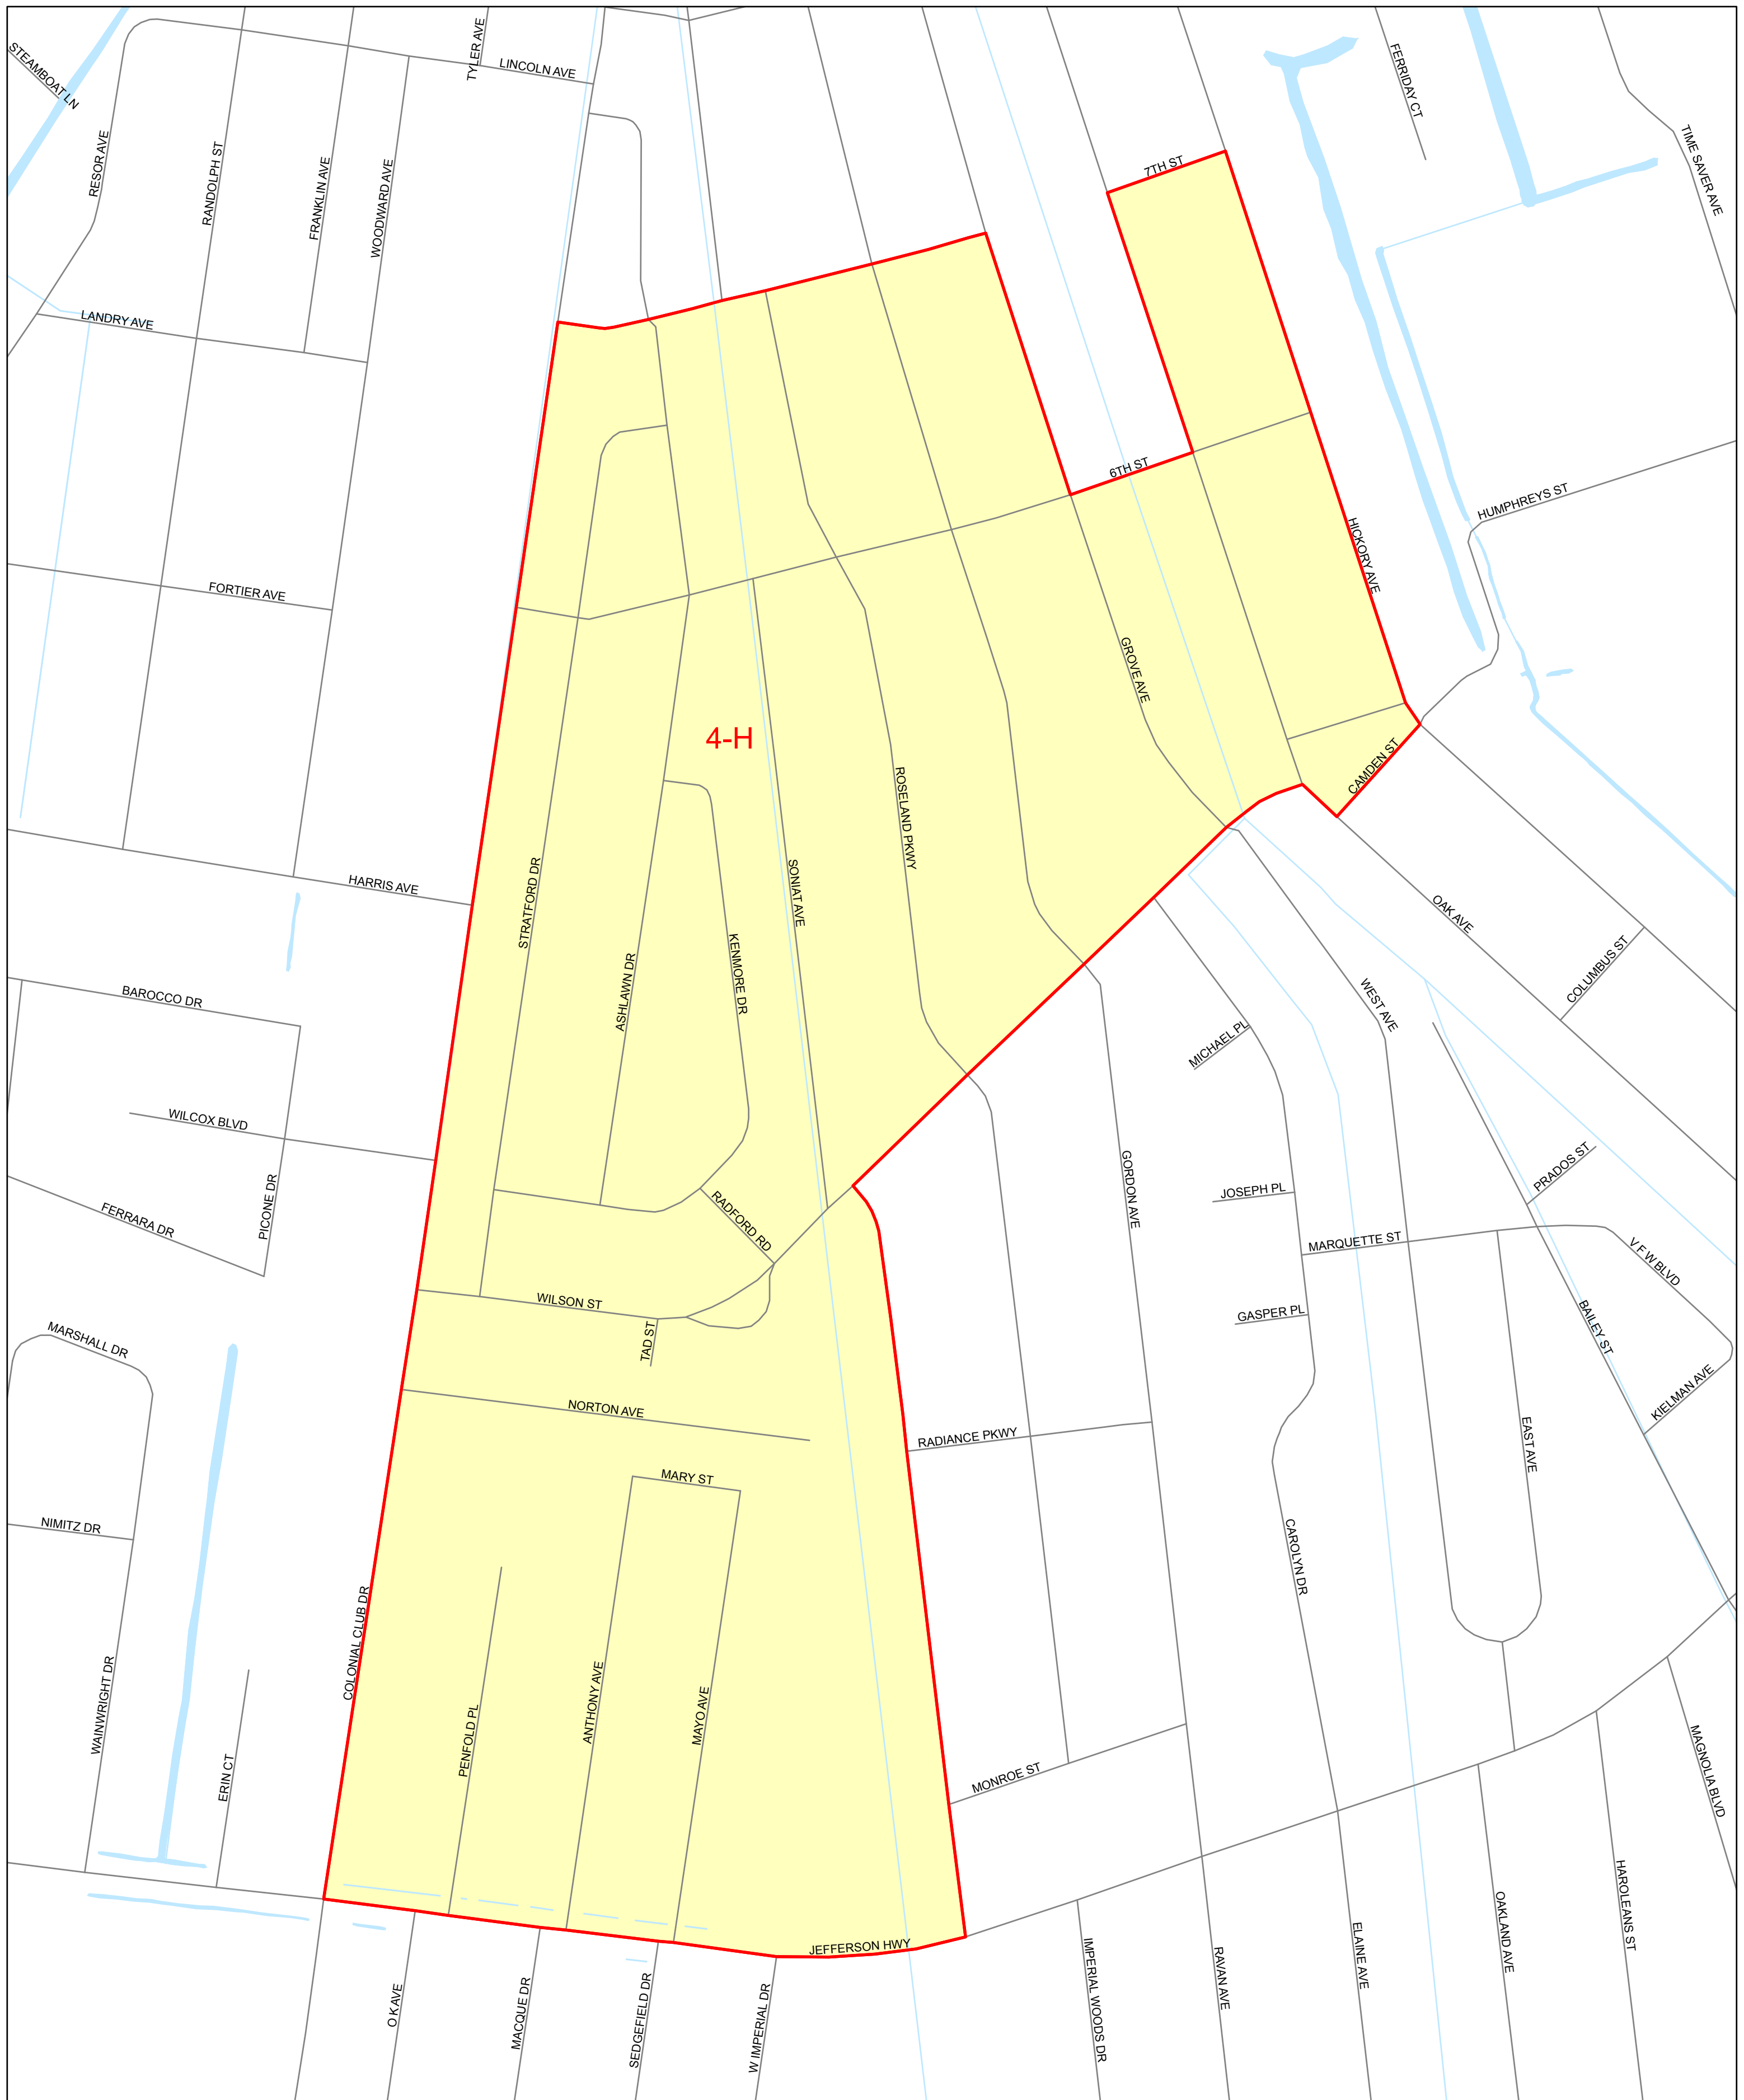 STEAMBOAT LN
TYLER AVE
LINCOLN AVE
FERRIDAY CT
TIME SAVER AVE
RESOR AVE
RANDOLPH ST
FRANKLIN AVE
WOODWARD AVE
7TH ST
LANDRY AVE
6TH ST
HUMPHREYS ST
HICKORY AVE
FORTIER AVE
GROVE AVE
4-H
CAMDEN ST
ROSELAND PKWY
HARRIS AVE
STRATFORD DR
SONIAT AVE
OAK AVE
KENMORE DR
ASHLAWN DR
COLUMBUS ST
BAROCCO DR
WEST AVE
MICHAEL PL
WILCOX BLVD
PICONE DR
GORDON AVE
PRADOS ST
JOSEPH PL
FERRARA DR
RADFORD RD
MARQUETTE ST
V F W BLVD
WILSON ST
GASPER PL
BAILEY ST
MARSHALL DR
TAD ST
KIELMAN AVE
NORTON AVE
RADIANCE PKWY
EAST AVE
MARY ST
NIMITZ DR
CAROLYN DR
COLONIAL CLUB DR
WAINWRIGHT DR
ANTHONY AVE
MAYO AVE
PENFOLD PL
ERIN CT
MONROE ST
MAGNOLIA BLVD
HAROLEANS ST
OAKLAND AVE
JEFFERSON HWY
ELAINE AVE
IMPERIAL WOODS DR
RAVAN AVE
O K AVE
MACQUE DR
SEDGEFIELD DR
W IMPERIAL DR